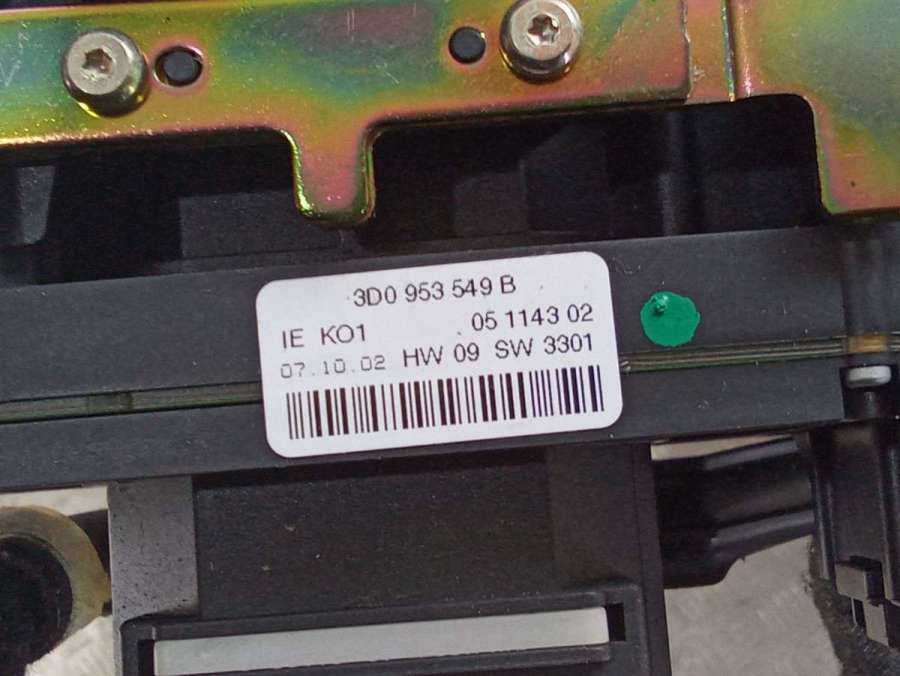 3D0 953 549 B
IE KO1 05 1143 02
07.10.02 HW 09 SW 3301